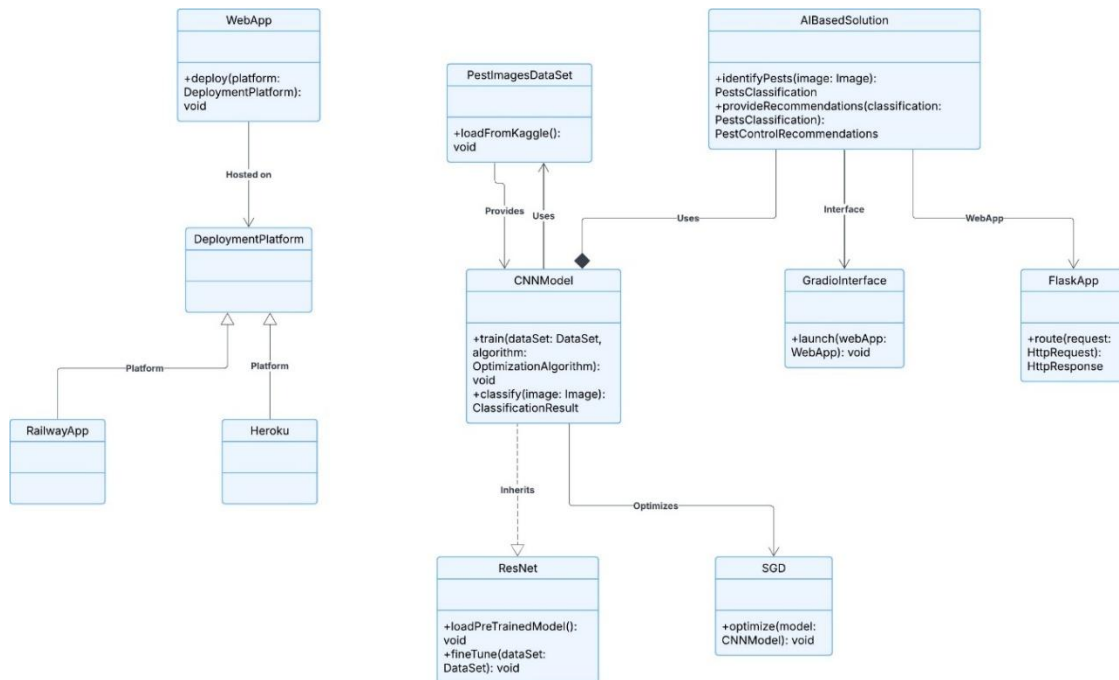 WebApp
+deploy(platform:
DeploymentPlatform):
void
Hosted on
DeploymentPlatform
Platform
Platform
RailwayApp
Heroku
PestImagesDataSet
+loadFromKaggle():
void
Provides
Uses
AIBasedSolution
+identifyPests(image: Image):
PestsClassification
+provideRecommendations(classification:
PestsClassification):
PestControlRecommendations
Uses
Interface
WebApp
CNNModel
+train(dataSet: DataSet,
algorithm:
OptimizationAlgorithm):
void
+classify(image: Image):
ClassificationResult
GradioInterface
+launch(webApp:
WebApp): void
FlaskApp
+route(request:
HttpRequest):
HttpResponse
Inherits
Optimizes
ResNet
+loadPreTrainedModel():
void
+fineTune(dataSet:
DataSet): void
SGD
+optimize(model:
CNNModel): void